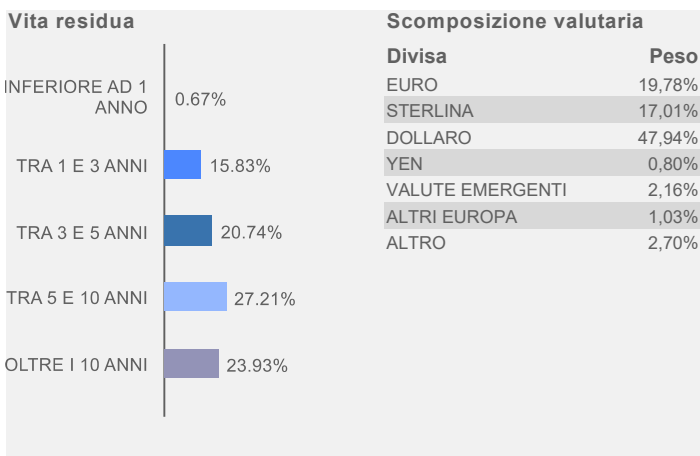 Vita residua
INFERIORE AD 1
ANNO
0.67%
TRA 1 E 3 ANNI
15.83%
TRA 3 E 5 ANNI
20.74%
TRA 5 E 10 ANNI
27.21%
OLTRE I 10 ANNI
23.93%
Scomposizione valutaria
Divisa Peso
EURO 19,78%
STERLINA 17,01%
DOLLARO 47,94%
YEN 0,80%
VALUTE EMERGENTI 2,16%
ALTRI EUROPA 1,03%
ALTRO 2,70%